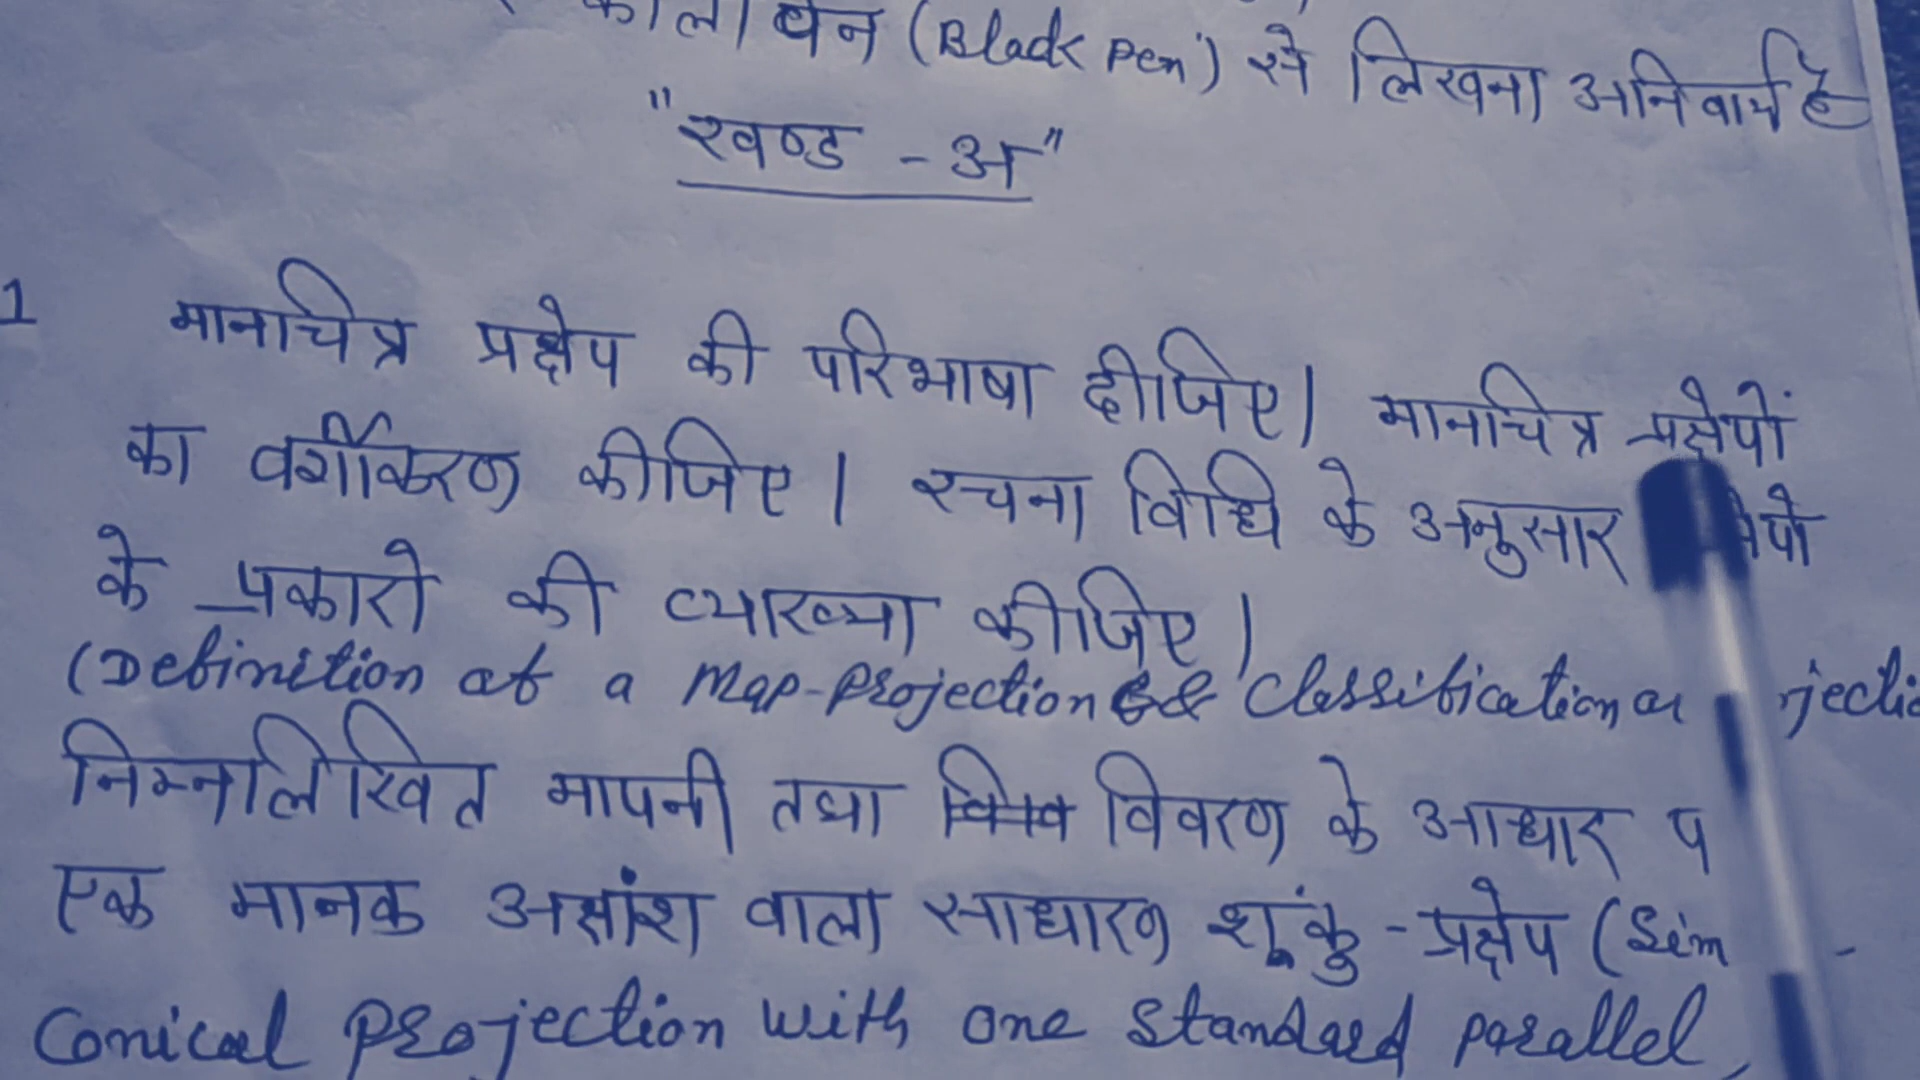 काला पेन (Black Pen) से लिखना अनिवार्य है
"खण्ड - अ"
1 मानचित्र प्रक्षेप की परिभाषा दीजिए। मानचित्र प्रक्षेपों
का वर्गीकरण कीजिए। रचना विधि के अनुसार
के प्रकारो की व्याख्या कीजिए।
(Definition of a Map-Projection & Classification
निम्नलिखित मापनी तथा विवरण के आधार
एक मानक अक्षांश वाला साधारण शंकु-प्रक्षेप (Sim
Conical Projection with one standard parallel,